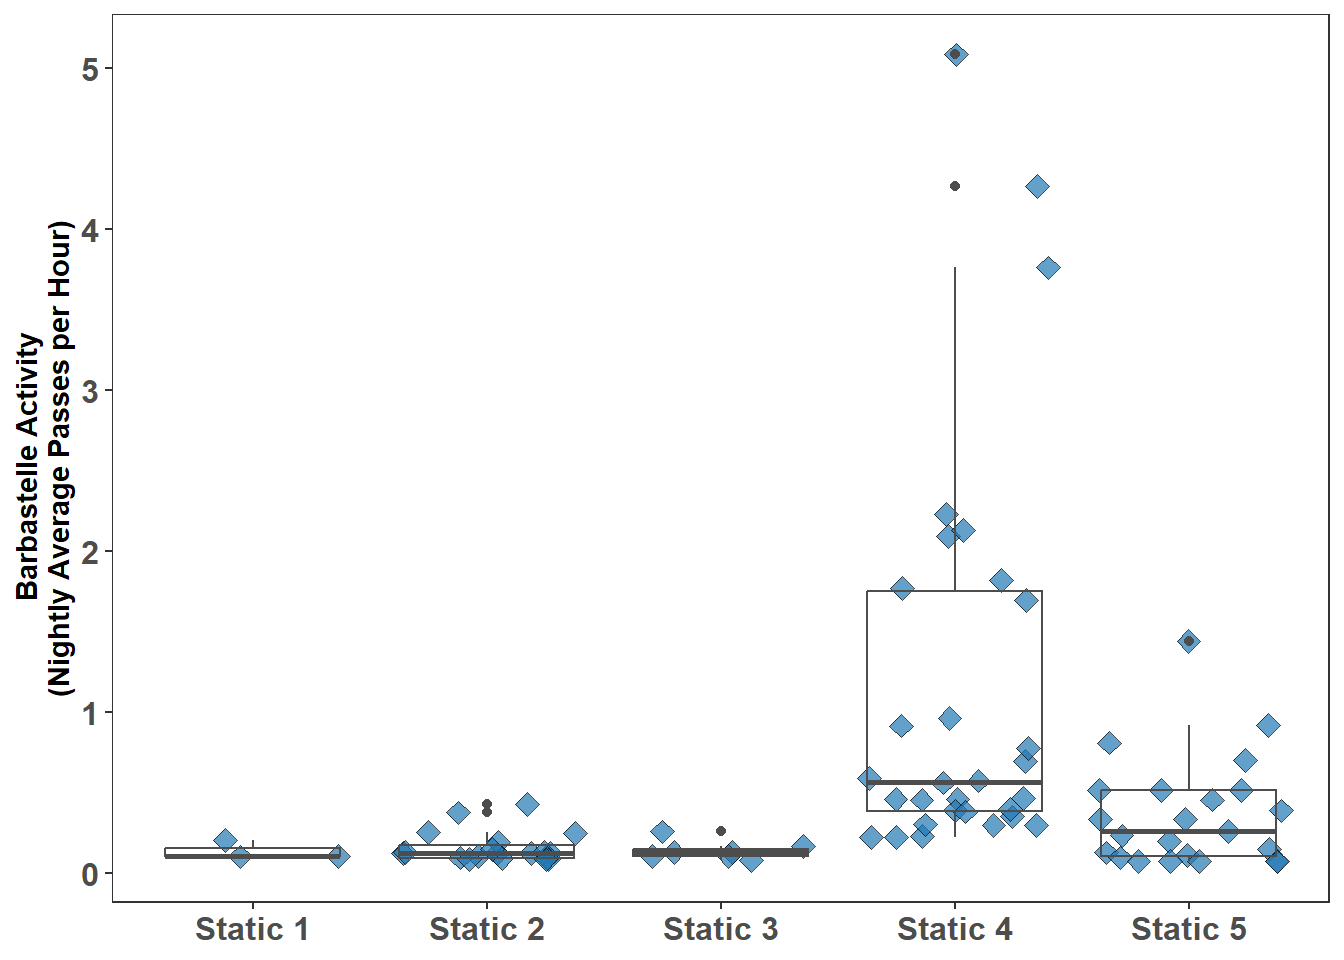 Barbastelle Activity
(Nightly Average Passes per Hour)
5
4
3
2
1
0
Static 1
Static 2
Static 3
Static 4
Static 5